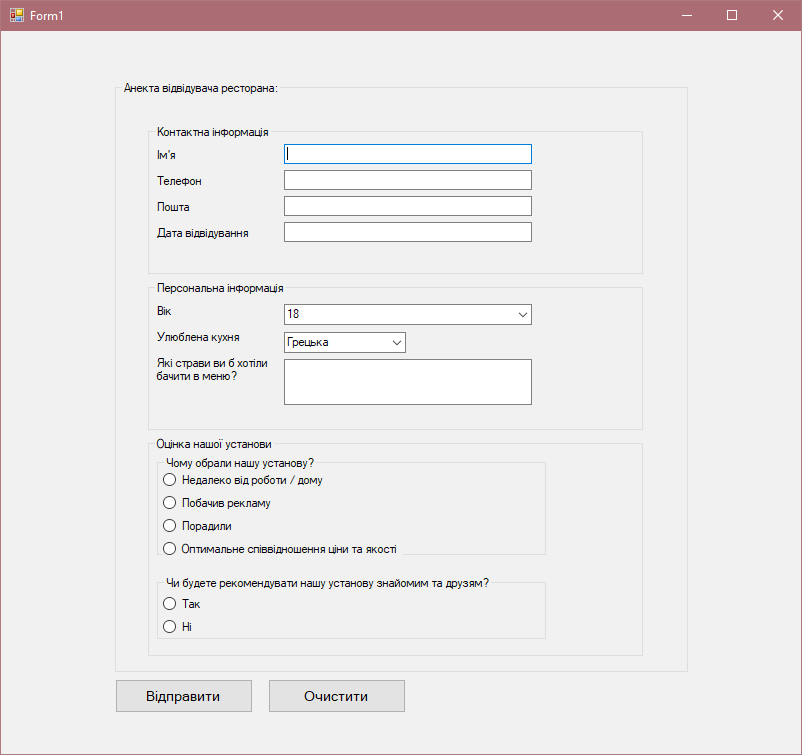 Form1
Анекта відвідувача ресторана:
Контактна інформація
Ім'я
Телефон
Пошта
Дата відвідування
Персональна інформація
Вік
18
Улюблена кухня
Грецька
Які страви ви б хотіли
бачити в меню?
Оцінка нашої установи
Чому обрали нашу установу?
Недалеко від роботи / дому
Побачив рекламу
Порадили
Оптимальне співвідношення ціни та якості
Чи будете рекомендувати нашу установу знайомим та друзям?
Так
Ні
Відправити
Очистити